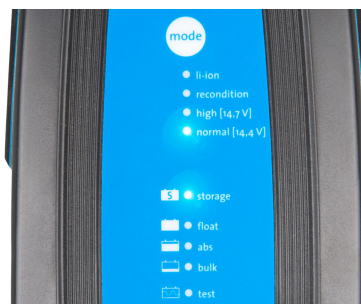 mode
li-ion
recondition
high [14,7 V]
normal [14,4 V]
S storage
float
abs
bulk
test